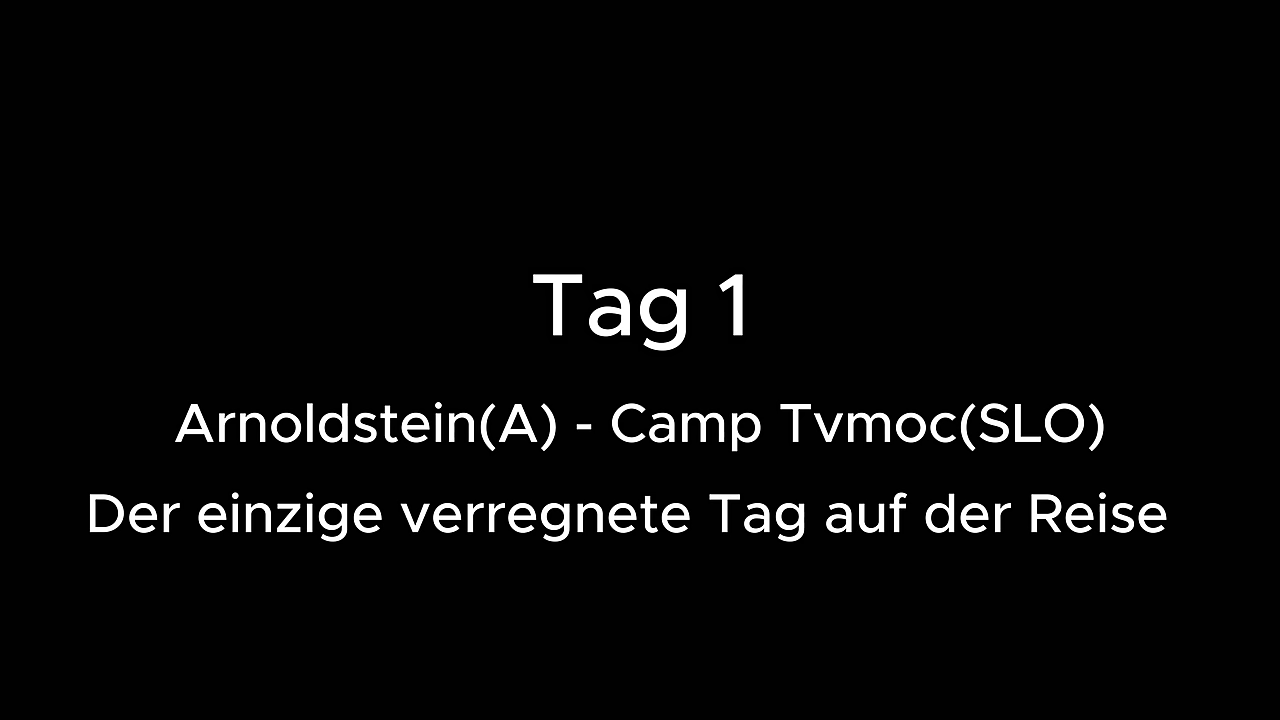 Tag 1
Arnoldstein(A) - Camp Tvmoc(SLO)
Der einzige verregnete Tag auf der Reise